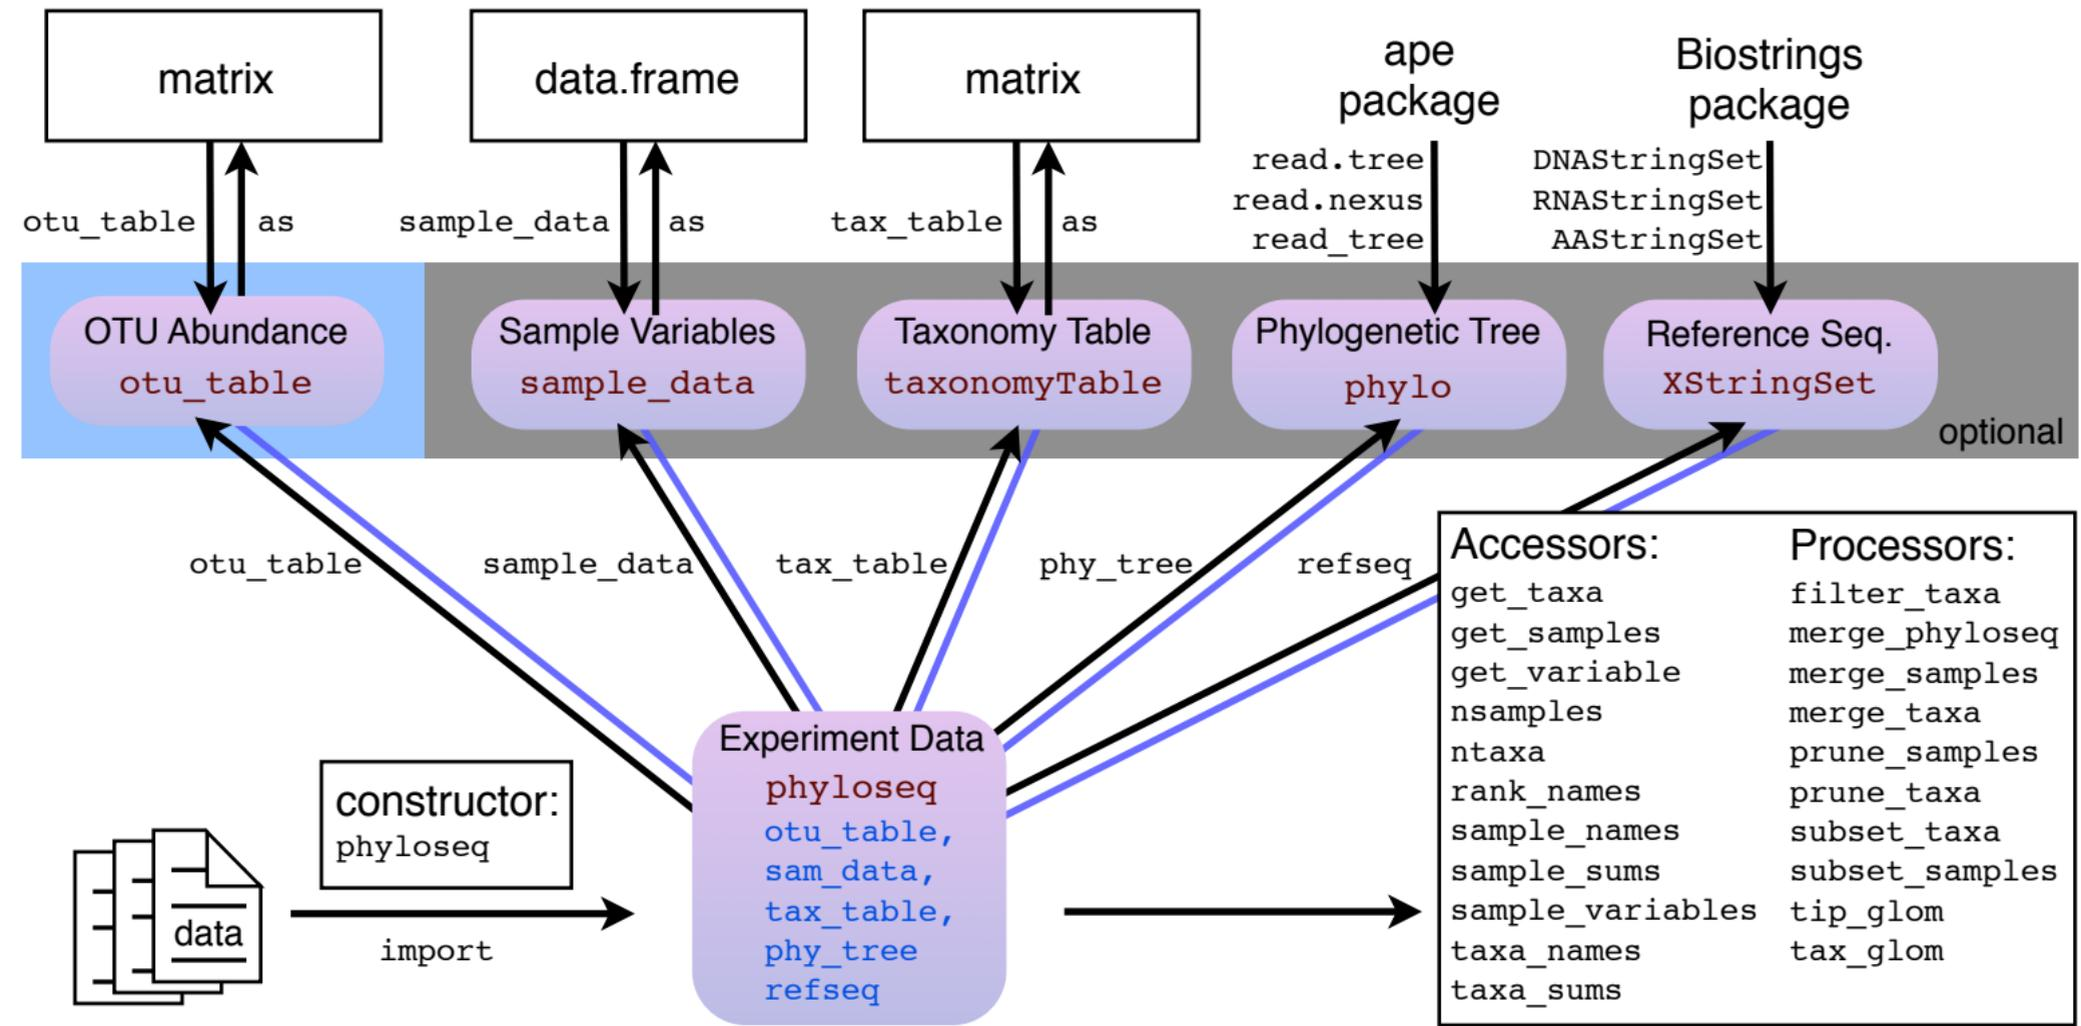 matrix
data.frame
matrix
ape
package
Biostrings
package
otu_table
as
sample_data
as
tax_table
as
read.tree
read.nexus
read_tree
DNAStringSet
RNAStringSet
AAStringSet
OTU Abundance
otu_table
Sample Variables
sample_data
Taxonomy Table
taxonomyTable
Phylogenetic Tree
phylo
Reference Seq.
XStringSet
optional
otu_table
sample_data
tax_table
phy_tree
refseq
data
constructor:
phyloseq
import
Experiment Data
phyloseq
otu_table,
sam_data,
tax_table,
phy_tree
refseq
Accessors:
get_taxa
get_samples
get_variable
nsamples
ntaxa
rank_names
sample_names
sample_sums
sample_variables
taxa_names
taxa_sums
Processors:
filter_taxa
merge_phyloseq
merge_samples
merge_taxa
prune_samples
prune_taxa
subset_taxa
subset_samples
tip_glom
tax_glom